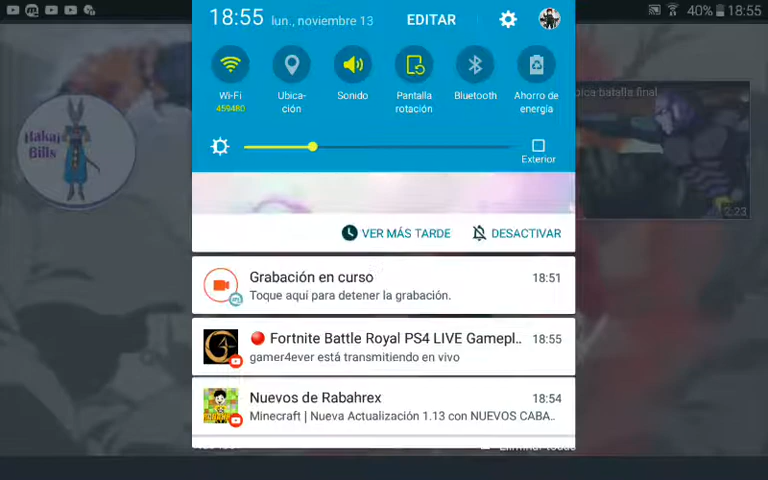 40% 18:55
18:55 lun., noviembre 13 EDITAR
Wi-Fi
459480
Ubica-
ción
Sonido
Pantalla
rotación
Bluetooth
Ahorro de
energía
Exterior
Hakai
Bills
batalla final
2:23
VER MÁS TARDE DESACTIVAR
Grabación en curso 18:51
Toque aquí para detener la grabación.
Fortnite Battle Royal PS4 LIVE Gamepl.. 18:55
gamer4ever está transmitiendo en vivo
Nuevos de Rabahrex 18:54
Minecraft | Nueva Actualización 1.13 con NUEVOS CABA..